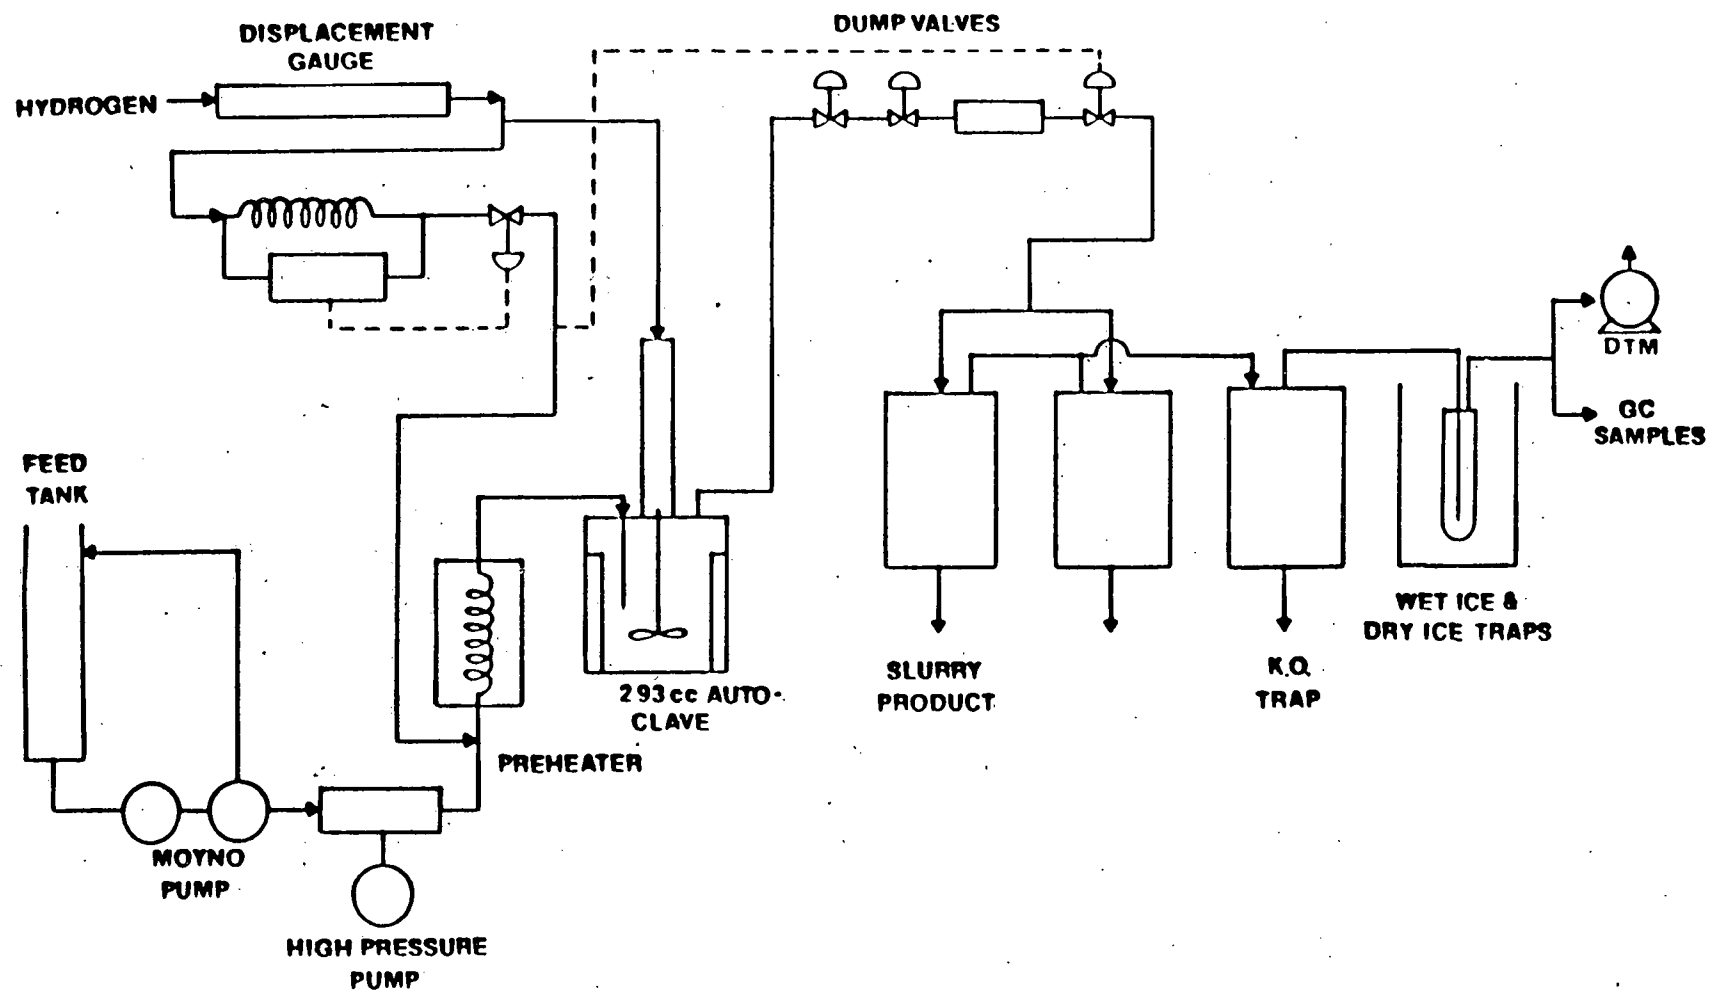 DISPLACEMENT
GAUGE
DUMP VALVES
HYDROGEN
DTM
GC
SAMPLES
FEED
TANK
WET ICE &
DRY ICE TRAPS
SLURRY
PRODUCT
K.O.
TRAP
293cc AUTO-
CLAVE
PREHEATER
MOYNO
PUMP
HIGH PRESSURE
PUMP